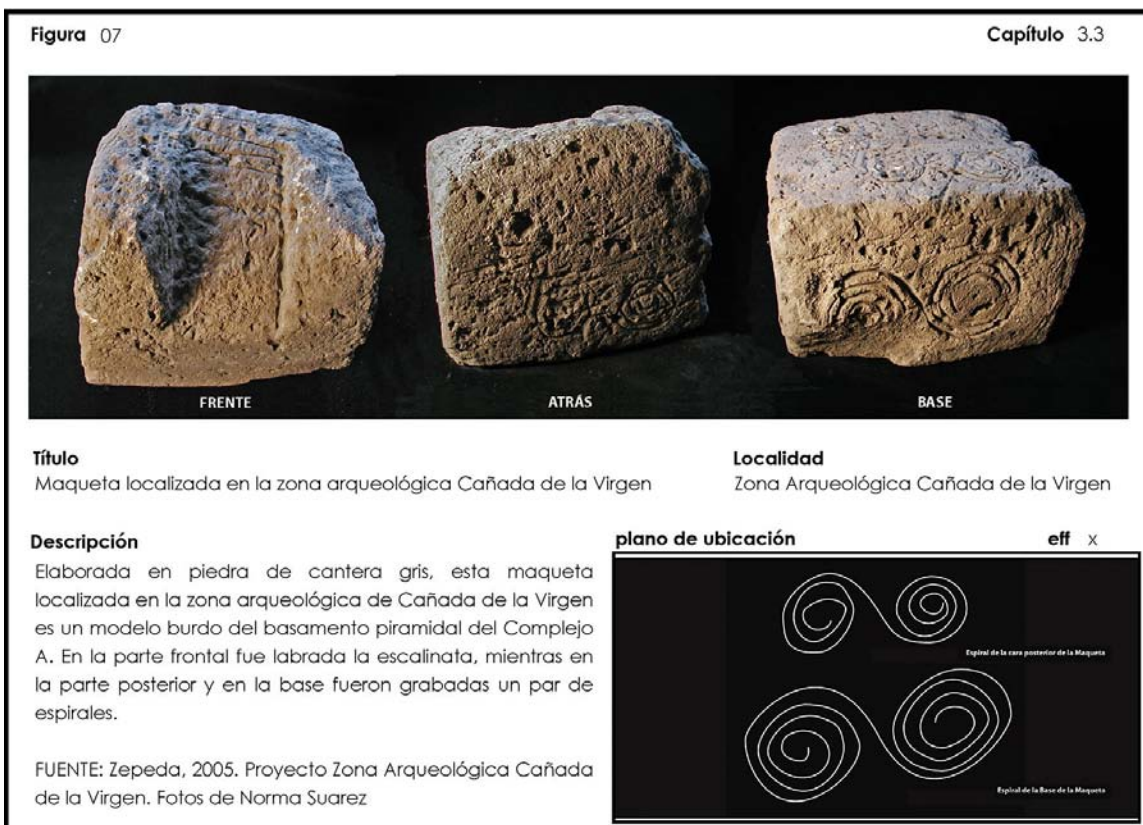 Figura 07
Capítulo 3.3
FRENTE
ATRÁS
BASE
Título
Maqueta localizada en la zona arqueológica Cañada de la Virgen
Localidad
Zona Arqueológica Cañada de la Virgen
Descripción
Elaborada en piedra de cantera gris, esta maqueta
localizada en la zona arqueológica de Cañada de la Virgen
es un modelo burdo del basamento piramidal del Complejo
A. En la parte frontal fue labrada la escalinata, mientras en
la parte posterior y en la base fueron grabadas un par de
espirales.
FUENTE: Zepeda, 2005. Proyecto Zona Arqueológica Cañada
de la Virgen. Fotos de Norma Suarez
plano de ubicación
eff x
Espiral de la cara posterior de la Maqueta
Espiral de la Base de la Maqueta